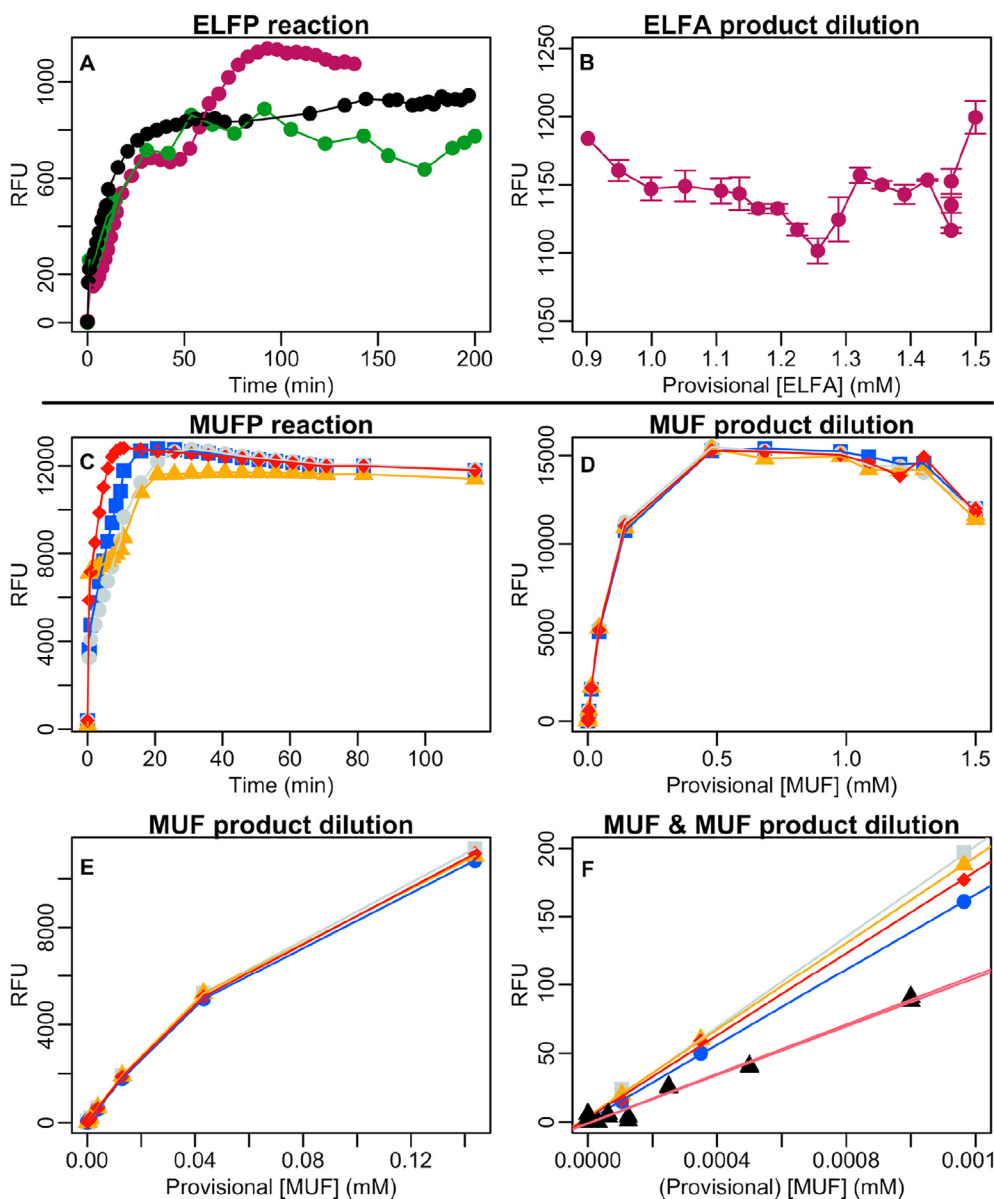 ELFP reaction
A
RFU
0 200 600 1000
0 50 100 150 200
Time (min)
ELFA product dilution
B
RFU
1050 1100 1150 1200 1250
0.9 1.0 1.1 1.2 1.3 1.4 1.5
Provisional [ELFA] (mM)
MUFP reaction
C
RFU
0 4000 8000 12000
0 20 40 60 80 100
Time (min)
MUF product dilution
D
RFU
0 5000 10000 15000
0.0 0.5 1.0 1.5
Provisional [MUF] (mM)
MUF product dilution
E
RFU
0 4000 8000
0.00 0.04 0.08 0.12
Provisional [MUF] (mM)
MUF & MUF product dilution
F
RFU
0 50 100 150 200
0.0000 0.0004 0.0008 0.001
(Provisional) [MUF] (mM)